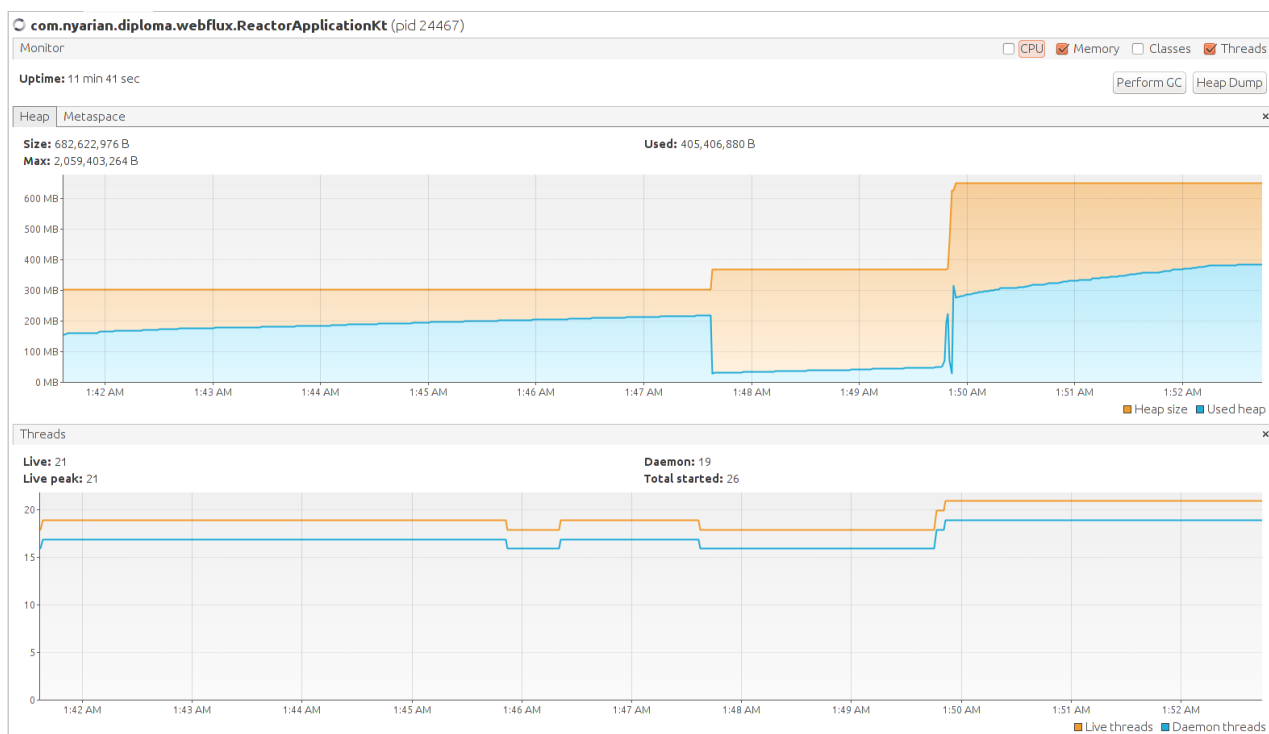 com.nyarian.diploma.webflux.ReactorApplicationKt (pid 24467)
Monitor
CPU Memory Classes Threads
Uptime: 11 min 41 sec
Perform GC Heap Dump
Heap Metaspace x
Size: 682,622,976 B Used: 405,406,880 B
Max: 2,059,403,264 B
600 MB
500 MB
400 MB
300 MB
200 MB
100 MB
0 MB
1:42 AM 1:43 AM 1:44 AM 1:45 AM 1:46 AM 1:47 AM 1:48 AM 1:49 AM 1:50 AM 1:51 AM 1:52 AM
Heap size Used heap
Threads x
Live: 21 Daemon: 19
Live peak: 21 Total started: 26
20
15
10
5
0
1:42 AM 1:43 AM 1:44 AM 1:45 AM 1:46 AM 1:47 AM 1:48 AM 1:49 AM 1:50 AM 1:51 AM 1:52 AM
Live threads Daemon threads